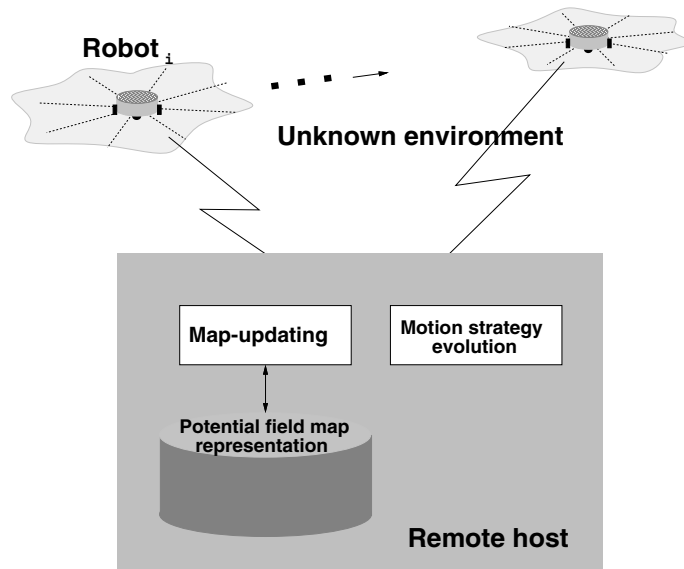 Robot i
Unknown environment
Map-updating
Motion strategy
evolution
Potential field map
representation
Remote host